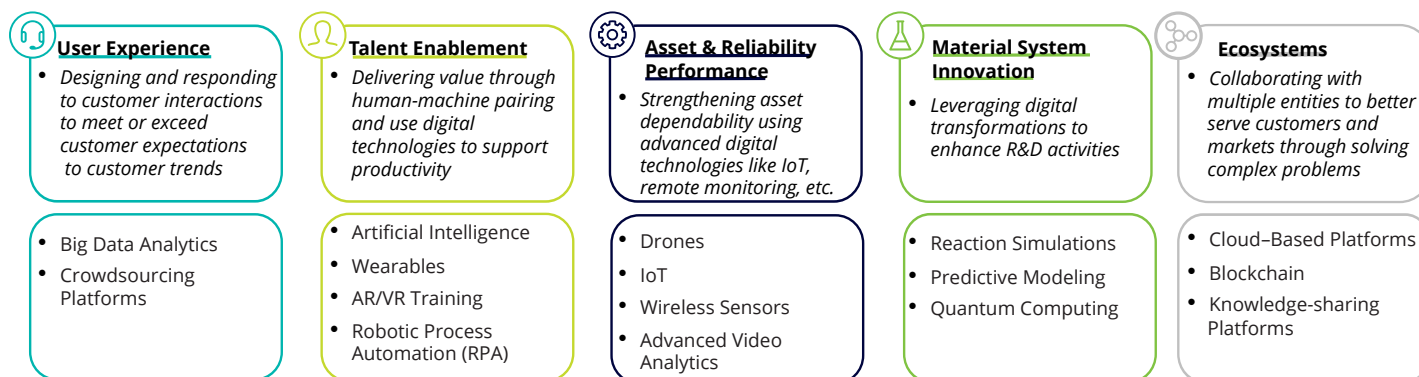 User Experience
• Designing and responding
to customer interactions
to meet or exceed
customer expectations
to customer trends
• Big Data Analytics
• Crowdsourcing
Platforms
Talent Enablement
• Delivering value through
human-machine pairing
and use digital
technologies to support
productivity
• Artificial Intelligence
• Wearables
• AR/VR Training
• Robotic Process
Automation (RPA)
Asset & Reliability
Performance
• Strengthening asset
dependability using
advanced digital
technologies like IoT,
remote monitoring, etc.
• Drones
• IoT
• Wireless Sensors
• Advanced Video
Analytics
Material System
Innovation
• Leveraging digital
transformations to
enhance R&D activities
• Reaction Simulations
• Predictive Modeling
• Quantum Computing
Ecosystems
• Collaborating with
multiple entities to better
serve customers and
markets through solving
complex problems
• Cloud–Based Platforms
• Blockchain
• Knowledge-sharing
Platforms